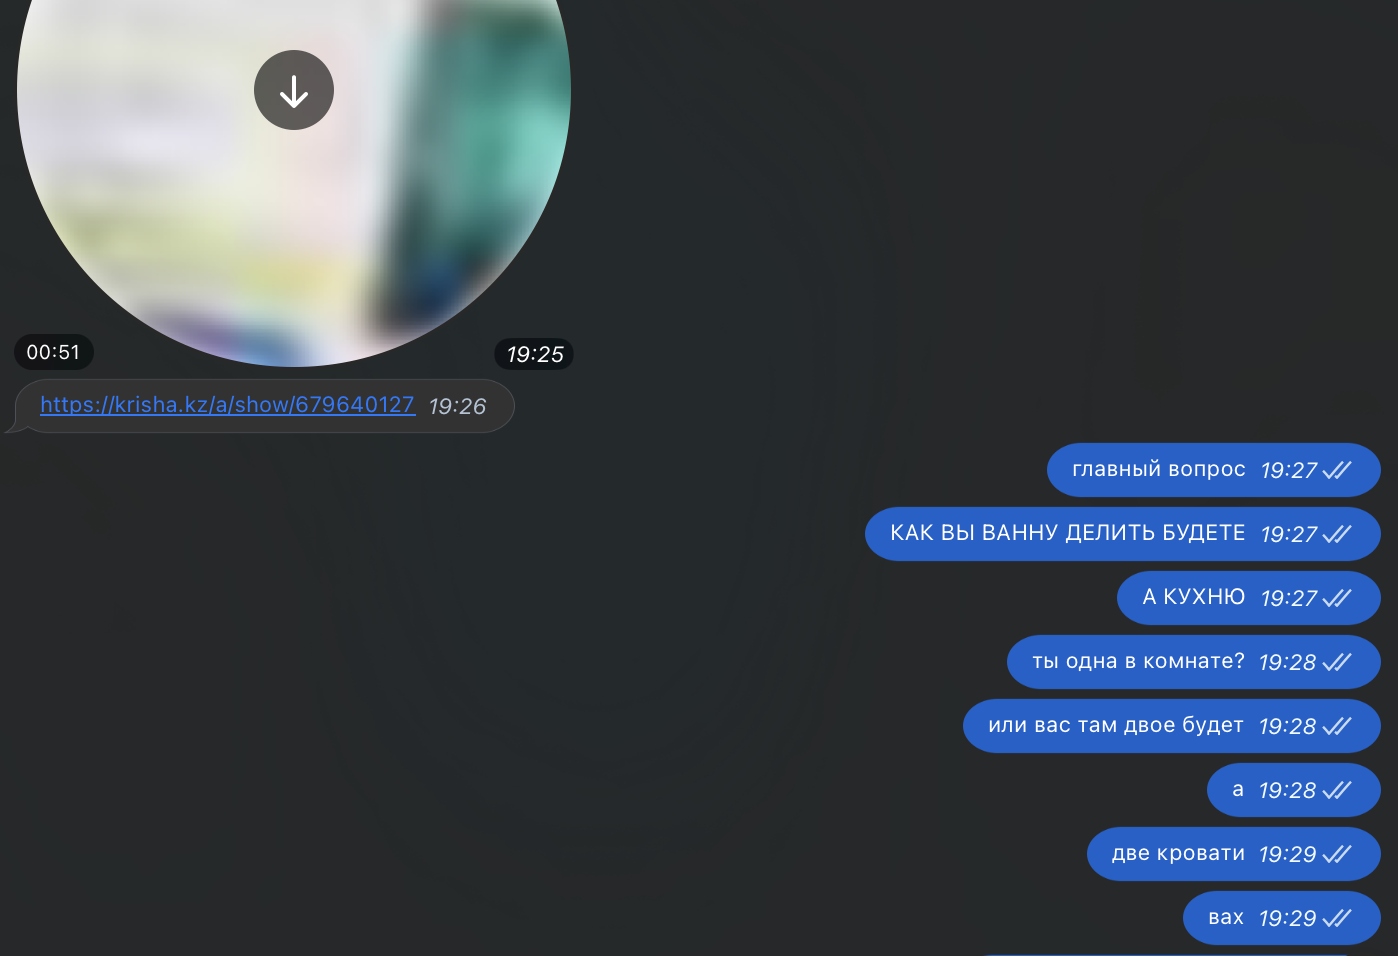 00:51
19:25
https://krisha.kz/a/show/679640127 19:26
главный вопрос 19:27
КАК ВЫ ВАННУ ДЕЛИТЬ БУДЕТЕ 19:27
А КУХНЮ 19:27
ты одна в комнате? 19:28
или вас там двое будет 19:28
а 19:28
две кровати 19:29
вах 19:29